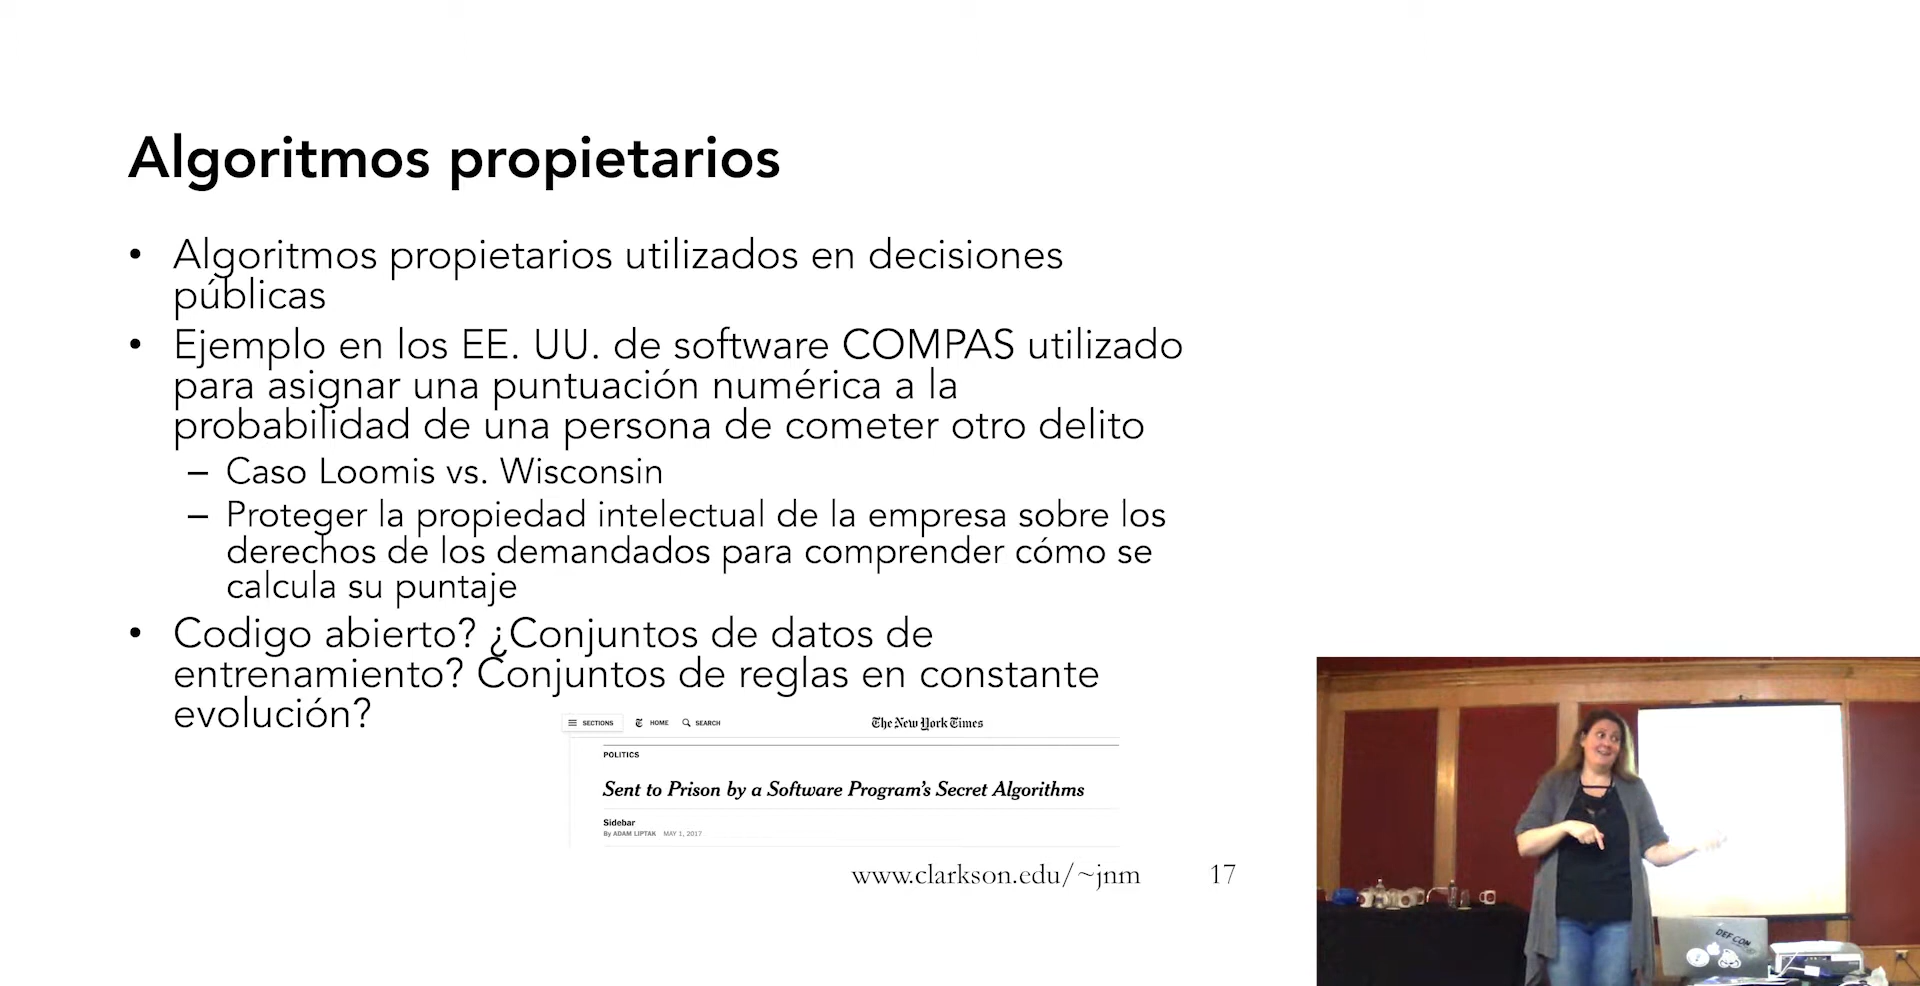 Algoritmos propietarios
• Algoritmos propietarios utilizados en decisiones
públicas
• Ejemplo en los EE. UU. de software COMPAS utilizado
para asignar una puntuación numérica a la
probabilidad de una persona de cometer otro delito
– Caso Loomis vs. Wisconsin
– Proteger la propiedad intelectual de la empresa sobre los
derechos de los demandados para comprender cómo se
calcula su puntaje
• Codigo abierto? ¿Conjuntos de datos de
entrenamiento? Conjuntos de reglas en constante
evolución?
SECTIONS HOME SEARCH The New York Times
POLITICS
Sent to Prison by a Software Program's Secret Algorithms
Sidebar
By ADAM LIPTAK MAY 1, 2017
www.clarkson.edu/~jnm 17
DEF CON